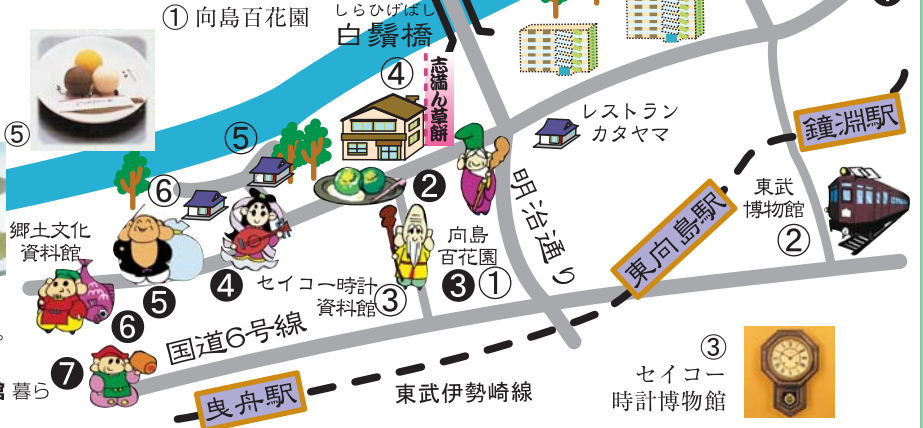 ① 向島百花園
しらひげばし
白鬚橋
④
志満ん草餅
⑤
⑤
⑥
レストラン
カタヤマ
鐘淵駅
東武
博物館
②
明治通り
東向島駅
❷
向島
百花園
❸ ①
郷土文化
資料館
❹
セイコー時計
資料館
③
❺
❻
国道6号線
❼
暮ら
曳舟駅
東武伊勢崎線
③
セイコー
時計博物館